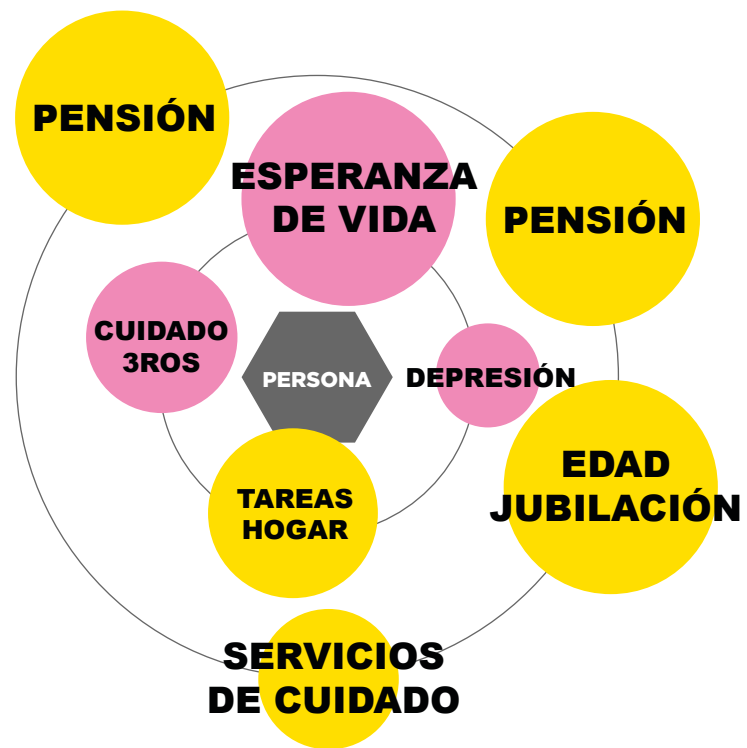 PENSIÓN
ESPERANZA
DE VIDA
PENSIÓN
CUIDADO
3ROS
PERSONA
DEPRESIÓN
TAREAS
HOGAR
EDAD
JUBILACIÓN
SERVICIOS
DE CUIDADO